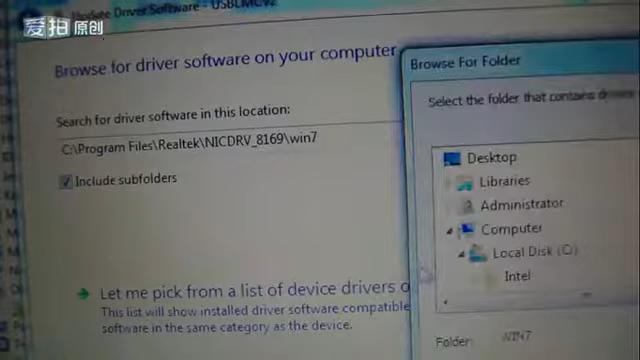 爱拍 原创
Update Driver Software - USBLMCV2
Browse for driver software on your computer
Search for driver software in this location:
C:\Program Files\Realtek\NICDRV_8169\win7
Include subfolders
Let me pick from a list of device drivers o
This list will show installed driver software compatible
software in the same category as the device.
Browse For Folder
Select the folder that contains drivers
Desktop
Libraries
Administrator
Computer
Local Disk (C:)
Intel
Folder: WIN7